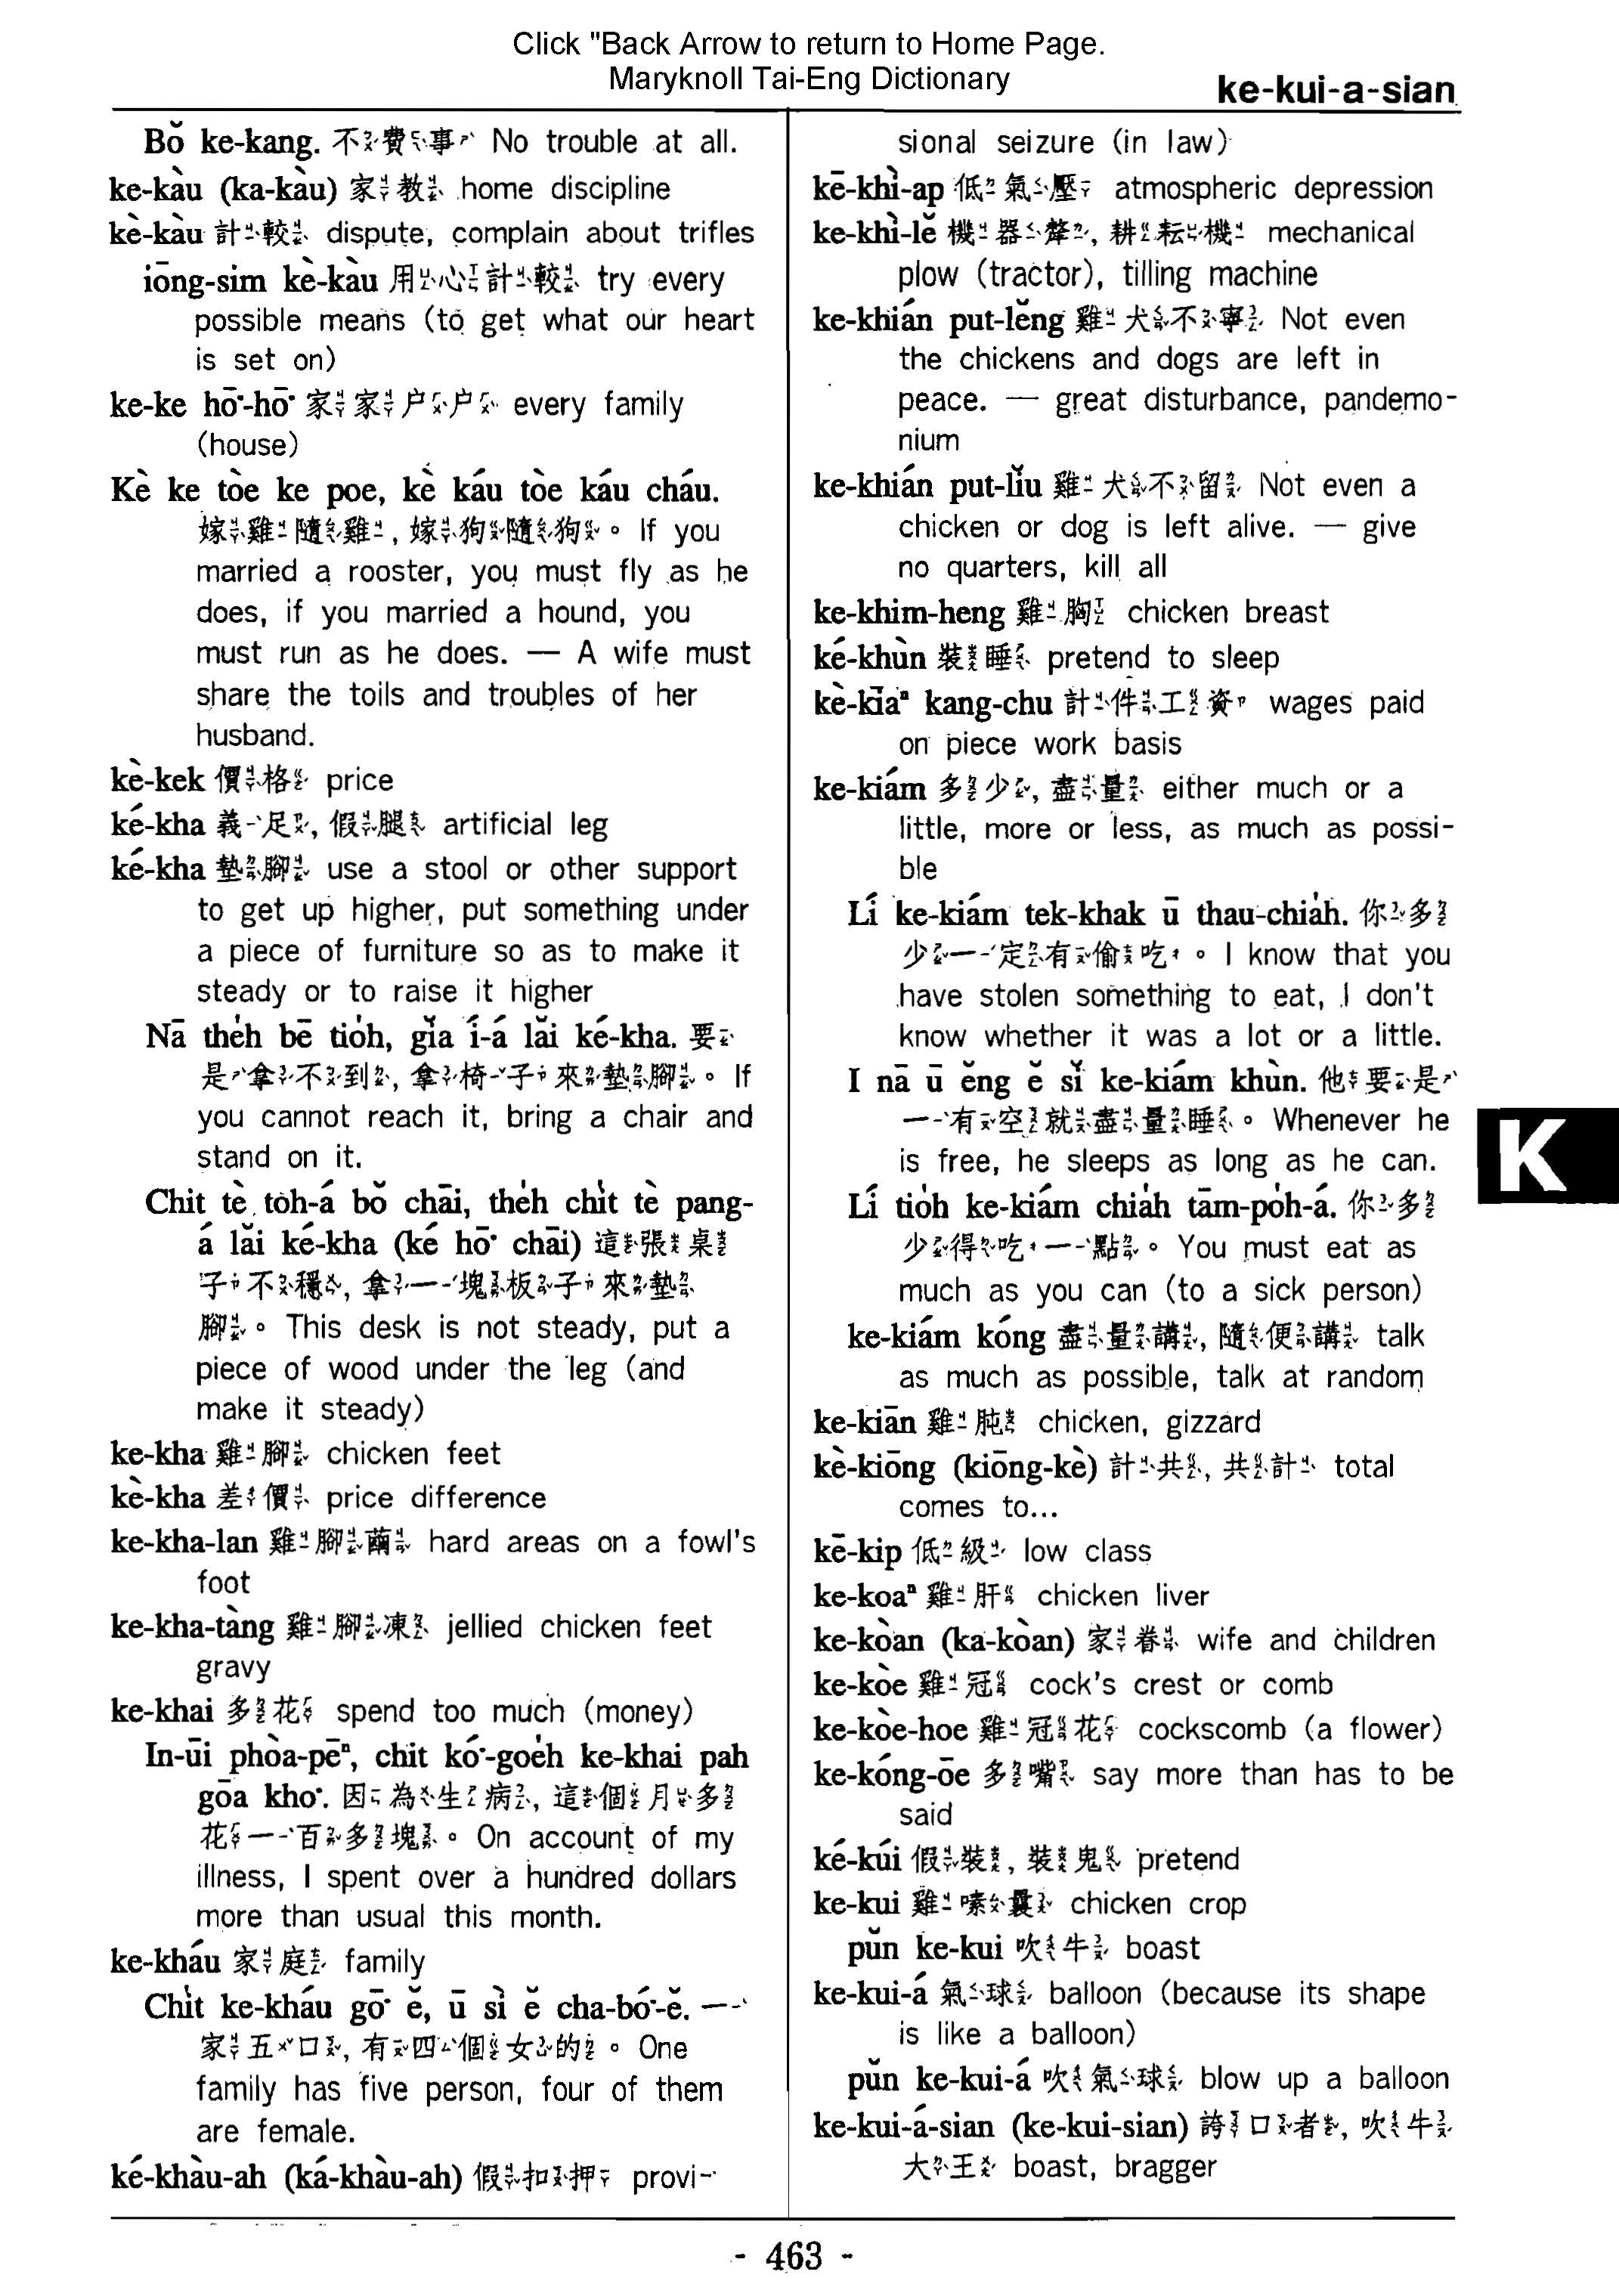 Click "Back Arrow to return to Home Page.
Maryknoll Tai-Eng Dictionary
ke-kui-a-sian
Bŏ ke-kang. 不費事 No trouble at all.
ke-kàu (ka-kàu) 家教 home discipline
kè-kàu 計較 dispute, complain about trifles
iōng-sim kè-kàu 用心計較 try every
possible means (to get what our heart
is set on)
ke-ke hō͘-hō͘ 家家户户 every family
(house)
Kè ke tòe ke poe, kè káu tòe káu cháu.
嫁雞隨雞, 嫁狗隨狗。 If you
married a rooster, you must fly as he
does, if you married a hound, you
must run as he does. — A wife must
share the toils and troubles of her
husband.
kè-kek 價格 price
ké-kha 義足, 假腿 artificial leg
ké-kha 墊腳 use a stool or other support
to get up higher, put something under
a piece of furniture so as to make it
steady or to raise it higher
Nā the̍h bē tio̍h, gĭa í-á lăi ké-kha. 要
是拿不到, 拿椅子來墊腳。 If
you cannot reach it, bring a chair and
stand on it.
Chit tè toh-á bŏ chāi, the̍h chi̍t tè pang-
á lăi ké-kha (ké hō͘ chāi) 這張桌
子不穩, 拿一塊板子來墊
腳。 This desk is not steady, put a
piece of wood under the leg (and
make it steady)
ke-kha 雞腳 chicken feet
kè-kha 差價 price difference
ke-kha-lan 雞腳繭 hard areas on a fowl's
foot
ke-kha-tàng 雞腳凍 jellied chicken feet
gravy
ke-khai 多花 spend too much (money)
In-ūi phòa-pēⁿ, chit kó͘-goe̍h ke-khai pah
gōa kho͘. 因為生病, 這個月多
花一百多塊。 On account of my
illness, I spent over a hundred dollars
more than usual this month.
ke-kháu 家庭 family
Chi̍t ke-kháu gō͘ ĕ, ū sì ĕ cha-bó͘-ĕ. 一
家五口, 有四個女的。 One
family has five person, four of them
are female.
ké-khàu-ah (ká-khàu-ah) 假扣押 provi-
sional seizure (in law)
kē-khì-ap 低氣壓 atmospheric depression
ke-khì-lĕ 機器犂, 耕耘機 mechanical
plow (tractor), tilling machine
ke-khián put-lĕng 雞犬不寧 Not even
the chickens and dogs are left in
peace. — great disturbance, pandemo-
nium
ke-khián put-lĭu 雞犬不留 Not even a
chicken or dog is left alive. — give
no quarters, kill all
ke-khim-heng 雞胸 chicken breast
ké-khùn 裝睡 pretend to sleep
kè-kīaⁿ kang-chu 計件工資 wages paid
on piece work basis
ke-kiám 多少, 盡量 either much or a
little, more or less, as much as possi-
ble
Lí ke-kiám tek-khak ū thau-chia̍h. 你多
少一定有偷吃。 I know that you
have stolen something to eat, I don't
know whether it was a lot or a little.
I nā ū ĕng ĕ sĭ ke-kiám khùn. 他要是
一有空就盡量睡。 Whenever he
is free, he sleeps as long as he can.
Lí tio̍h ke-kiám chia̍h tām-po̍h-á. 你多
少得吃一點。 You must eat as
much as you can (to a sick person)
ke-kiám kóng 盡量講, 隨便講 talk
as much as possible, talk at random
ke-kiān 雞肫 chicken, gizzard
kè-kiōng (kiōng-kè) 計共, 共計 total
comes to...
kē-kip 低級 low class
ke-koaⁿ 雞肝 chicken liver
ke-kòan (ka-kòan) 家眷 wife and children
ke-kòe 雞冠 cock's crest or comb
ke-kòe-hoe 雞冠花 cockscomb (a flower)
ke-kóng-ōe 多嘴 say more than has to be
said
ké-kúi 假裝, 裝鬼 pretend
ke-kui 雞嗉囊 chicken crop
pŭn ke-kui 吹牛 boast
ke-kui-á 氣球 balloon (because its shape
is like a balloon)
pŭn ke-kui-á 吹氣球 blow up a balloon
ke-kui-á-sian (ke-kui-sian) 誇口者, 吹牛
大王 boast, bragger
K
- 463 -